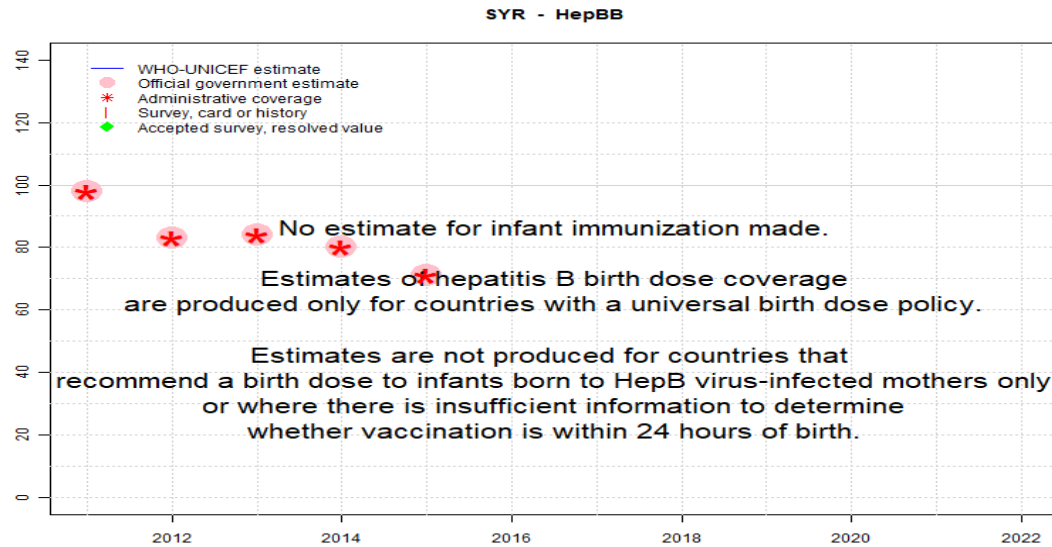 SYR - HepBB
WHO-UNICEF estimate
Official government estimate
Administrative coverage
Survey, card or history
Accepted survey, resolved value
140
120
100
80
60
40
20
0
No estimate for infant immunization made.
Estimates of hepatitis B birth dose coverage
are produced only for countries with a universal birth dose policy.
Estimates are not produced for countries that
recommend a birth dose to infants born to HepB virus-infected mothers only
or where there is insufficient information to determine
whether vaccination is within 24 hours of birth.
2012 2014 2016 2018 2020 2022